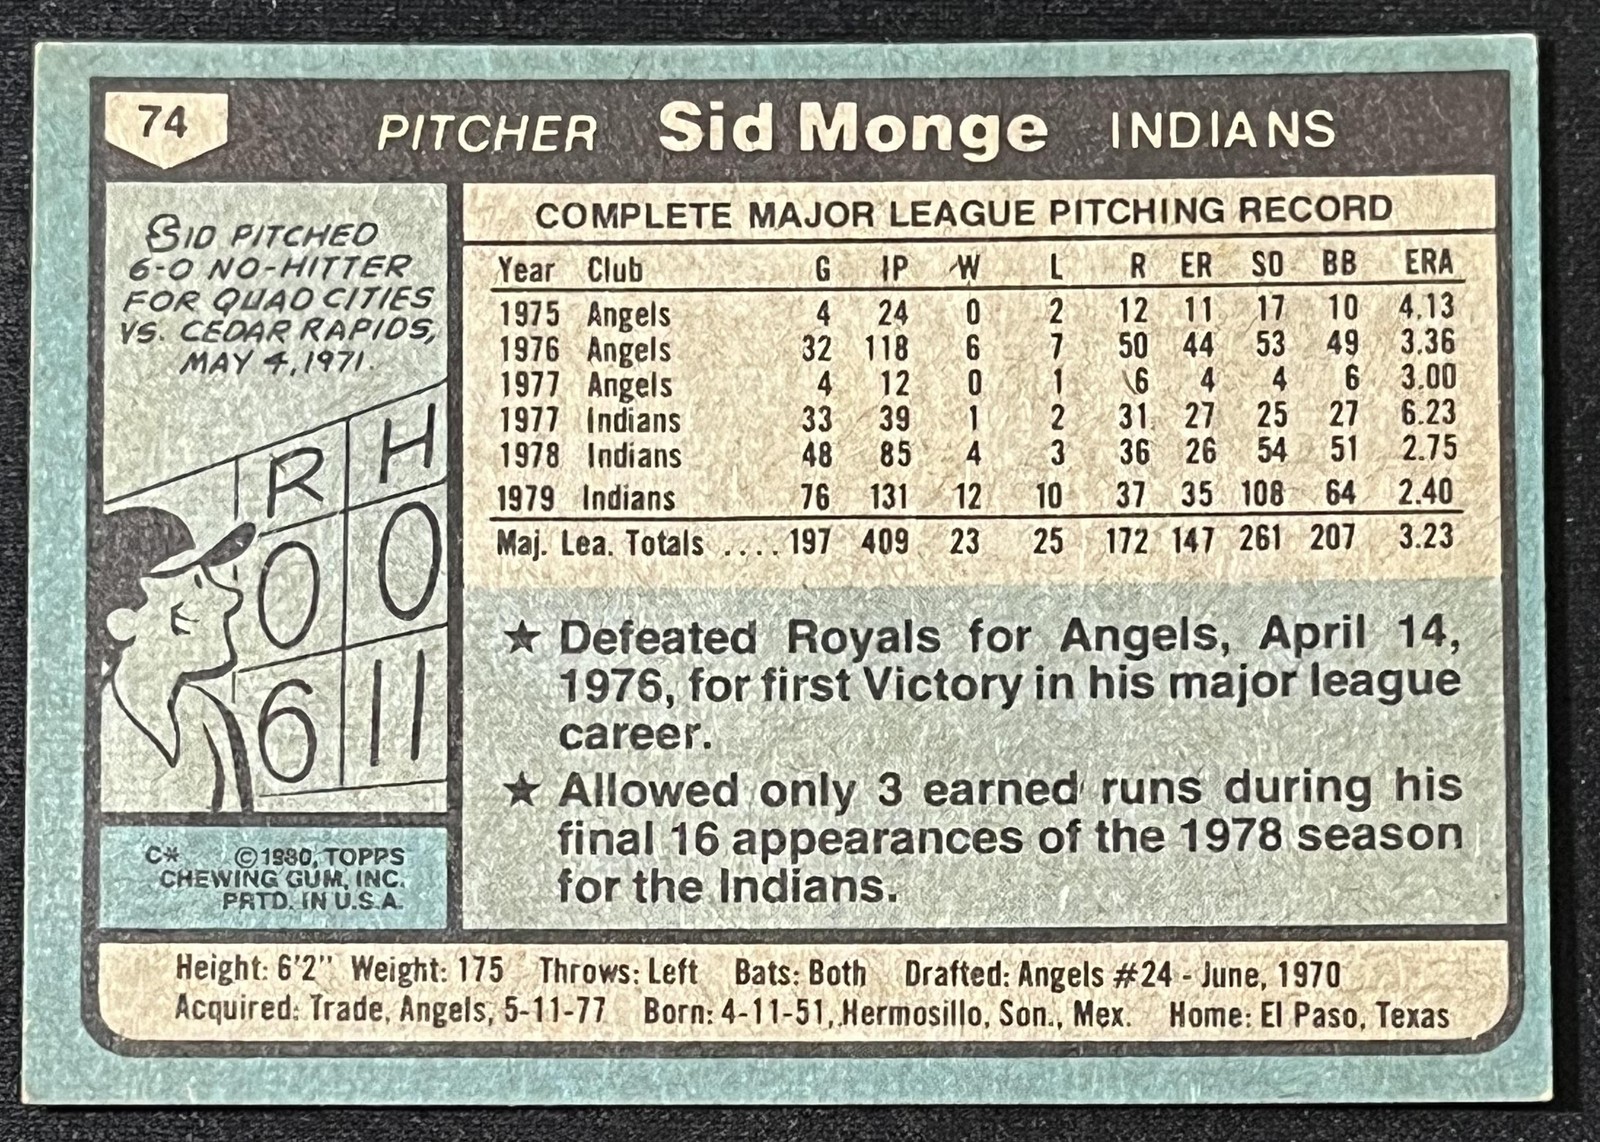 74 PITCHER Sid Monge INDIANS
SID PITCHED
6-0 NO-HITTER
FOR QUAD CITIES
VS. CEDAR RAPIDS,
MAY 4, 1971.
R H
0 0
6 11
C* ©1980, TOPPS
CHEWING GUM, INC.
PRTD. IN U.S.A.
COMPLETE MAJOR LEAGUE PITCHING RECORD
Year Club G IP W L R ER SO BB ERA
1975 Angels 4 24 0 2 12 11 17 10 4.13
1976 Angels 32 118 6 7 50 44 53 49 3.36
1977 Angels 4 12 0 1 6 4 4 6 3.00
1977 Indians 33 39 1 2 31 27 25 27 6.23
1978 Indians 48 85 4 3 36 26 54 51 2.75
1979 Indians 76 131 12 10 37 35 108 64 2.40
Maj. Lea. Totals .... 197 409 23 25 172 147 261 207 3.23
★ Defeated Royals for Angels, April 14,
1976, for first Victory in his major league
career.
★ Allowed only 3 earned runs during his
final 16 appearances of the 1978 season
for the Indians.
Height: 6'2" Weight: 175 Throws: Left Bats: Both Drafted: Angels #24 - June, 1970
Acquired: Trade, Angels, 5-11-77 Born: 4-11-51, Hermosillo, Son., Mex. Home: El Paso, Texas